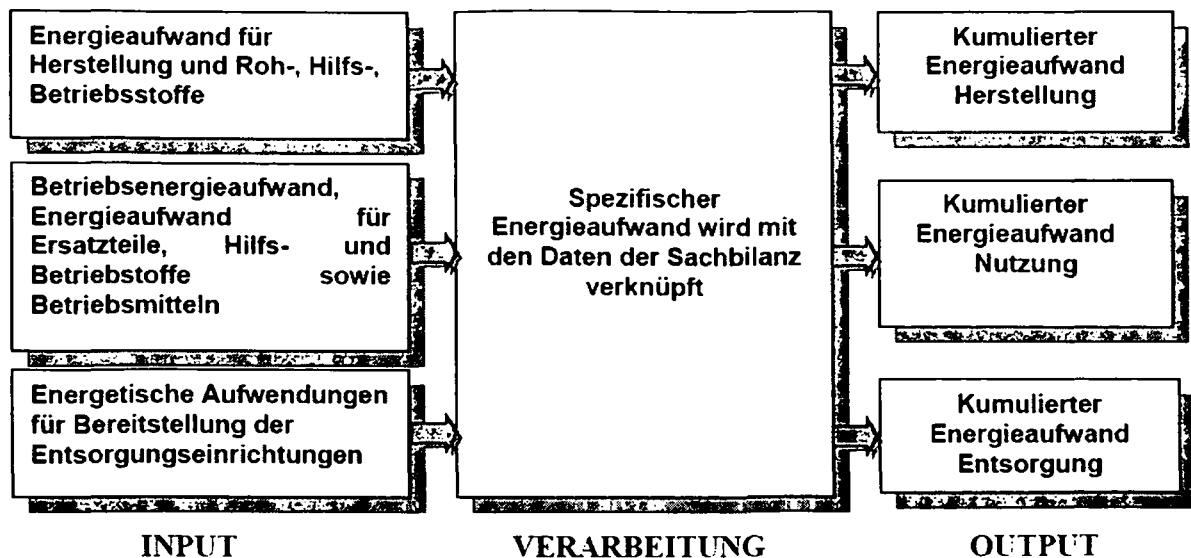 Energieaufwand für
Herstellung und Roh-, Hilfs-,
Betriebsstoffe
Betriebsenergieaufwand,
Energieaufwand für
Ersatzteile, Hilfs- und
Betriebstoffe sowie
Betriebsmitteln
Energetische Aufwendungen
für Bereitstellung der
Entsorgungseinrichtungen
INPUT
Spezifischer
Energieaufwand wird mit
den Daten der Sachbilanz
verknüpft
VERARBEITUNG
Kumulierter
Energieaufwand
Herstellung
Kumulierter
Energieaufwand
Nutzung
Kumulierter
Energieaufwand
Entsorgung
OUTPUT